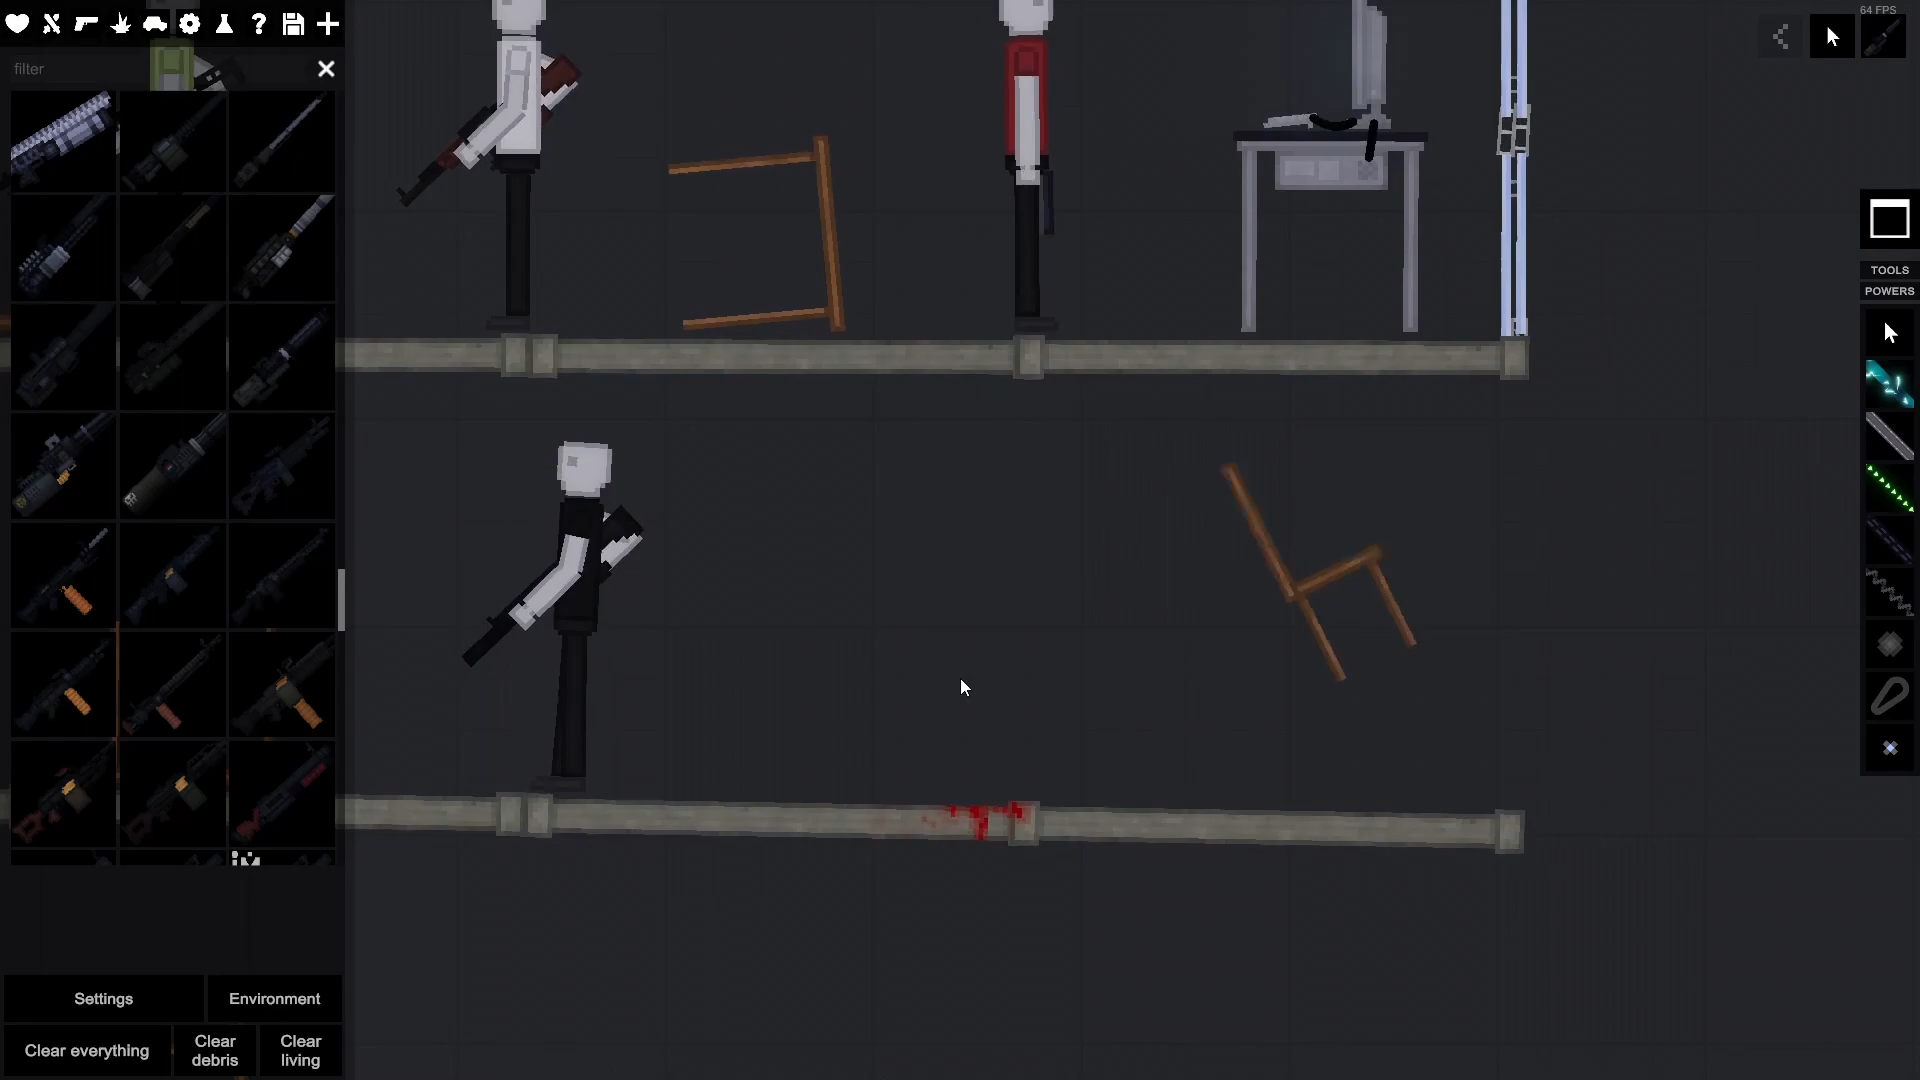 64 FPS
filter
TOOLS
POWERS
Settings
Environment
Clear everything
Clear debris
Clear living